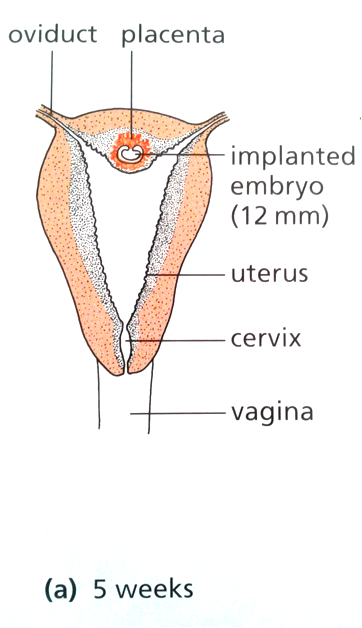 oviduct placenta
implanted
embryo
(12 mm)
uterus
cervix
vagina
(a) 5 weeks